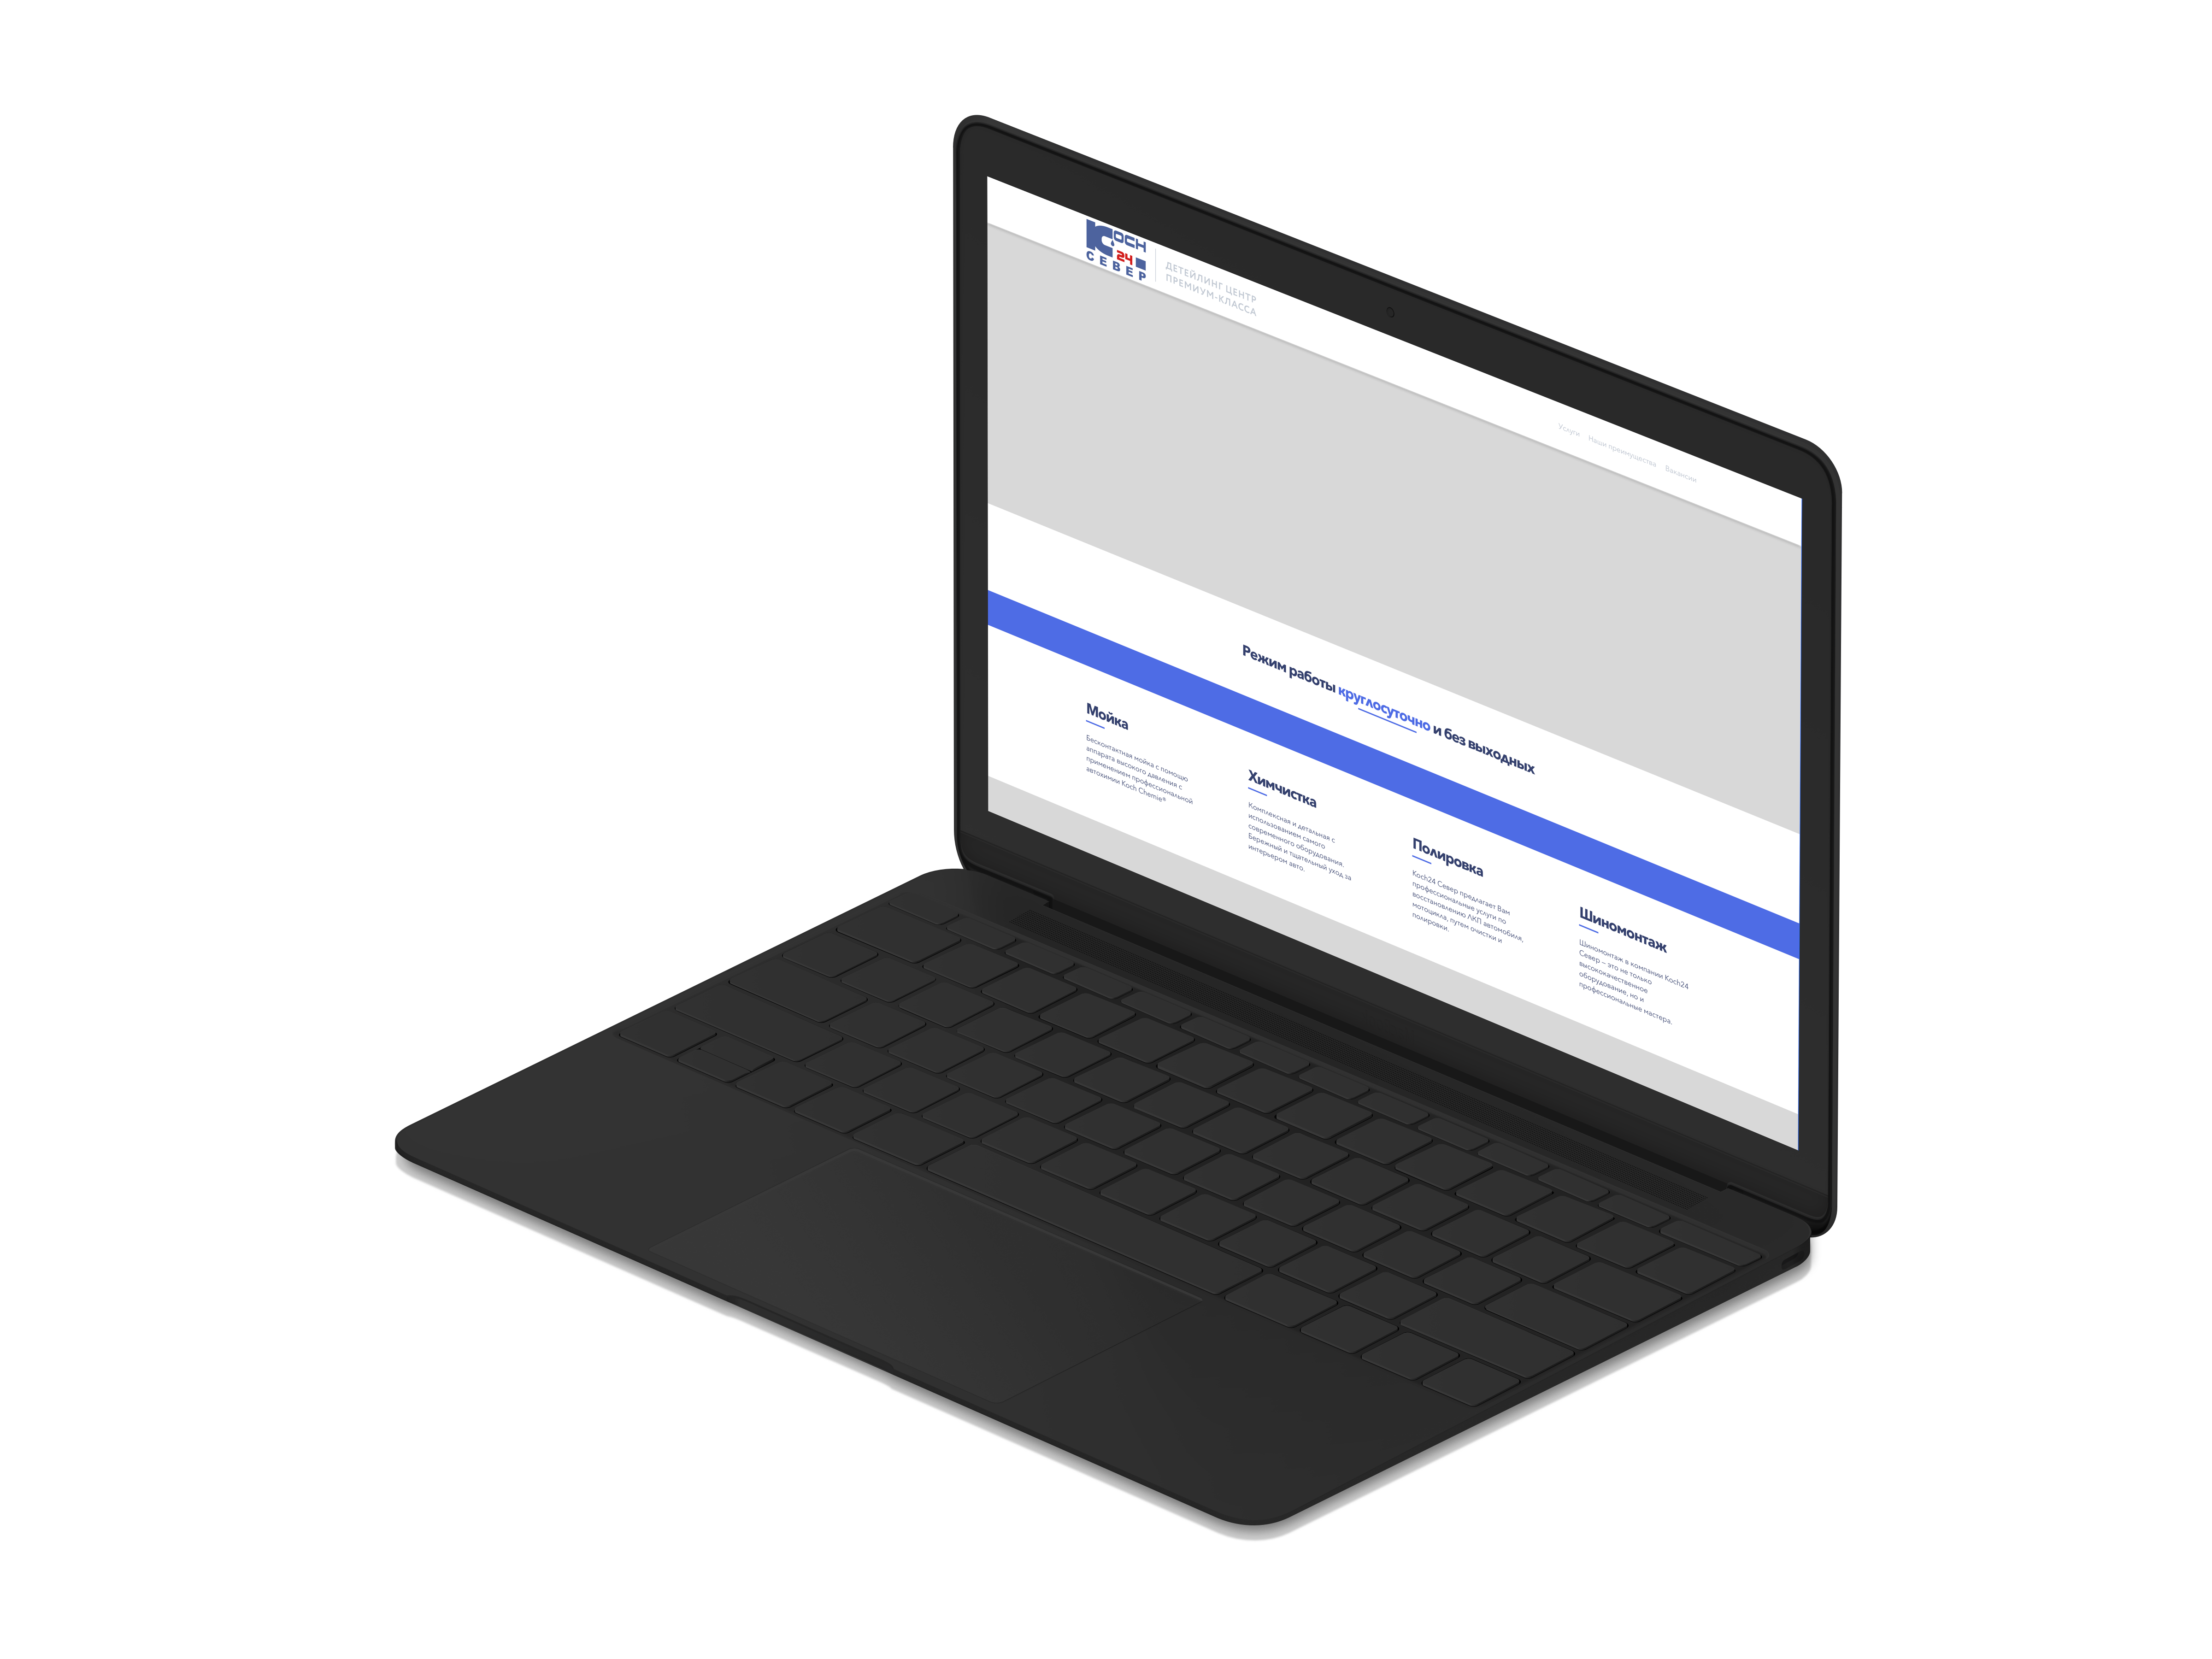 КОСН
24
СЕВЕР
ДЕТЕЙЛИНГ ЦЕНТР
ПРЕМИУМ-КЛАССА
Услуги Наши преимущества Вакансии
Режим работы круглосуточно и без выходных
Мойка
Бесконтактная мойка с помощю
аппарата высокого давления с
применением профессиональной
автохимии Koch Chemie®
Химчистка
Комплексная и детальная с
использованием самого
современного оборудования.
Бережный и тщательный уход за
интерьером авто.
Полировка
Koch24 Север предлагает Вам
профессиональные услуги по
восстановлению ЛКП автомобиля,
мотоцикла, путем очистки и
полировки.
Шиномонтаж
Шиномонтаж в компании Koch24
Север – это не только
высококачественное
оборудование, но и
профессиональные мастера.